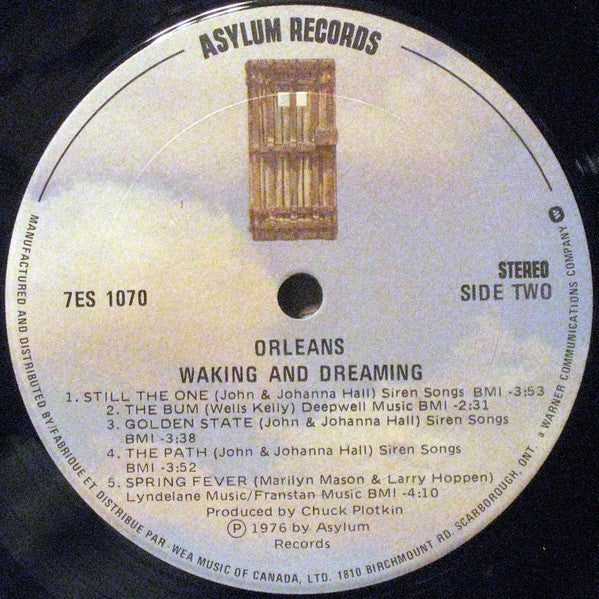 ASYLUM RECORDS
7ES 1070
STEREO
SIDE TWO
ORLEANS
WAKING AND DREAMING
1. STILL THE ONE (John & Johanna Hall) Siren Songs BMI -3:53
2. THE BUM (Wells Kelly) Deepwell Music BMI -2:31
3. GOLDEN STATE (John & Johanna Hall) Siren Songs
BMI -3:38
4. THE PATH (John & Johanna Hall) Siren Songs
BMI -3:52
5. SPRING FEVER (Marilyn Mason & Larry Hoppen)
Lyndelane Music/Franstan Music BMI -4:10
Produced by Chuck Plotkin
Ⓟ 1976 by Asylum
Records
MANUFACTURED AND DISTRIBUTED BY/FABRIQUE ET DISTRIBUE PAR-WEA MUSIC OF CANADA, LTD. 1810 BIRCHMOUNT RD. SCARBOROUGH, ONT. a WARNER COMMUNICATIONS COMPANY